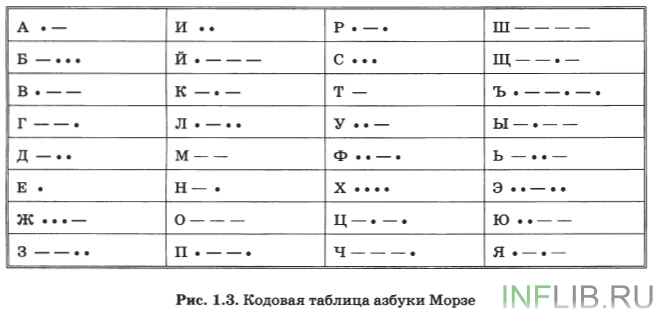 А •— И •• Р •—• Ш ————
Б —••• Й •——— С ••• Щ ——•—
В •—— К —•— Т — Ъ •——•—•
Г ——• Л •—•• У ••— Ы —•——
Д —•• М —— Ф ••—• Ь —••—
Е • Н —• Х •••• Э ••—••
Ж •••— О ——— Ц —•—• Ю ••——
З ——•• П •——• Ч ———• Я •—•—
Рис. 1.3. Кодовая таблица азбуки Морзе
INFLIB.RU